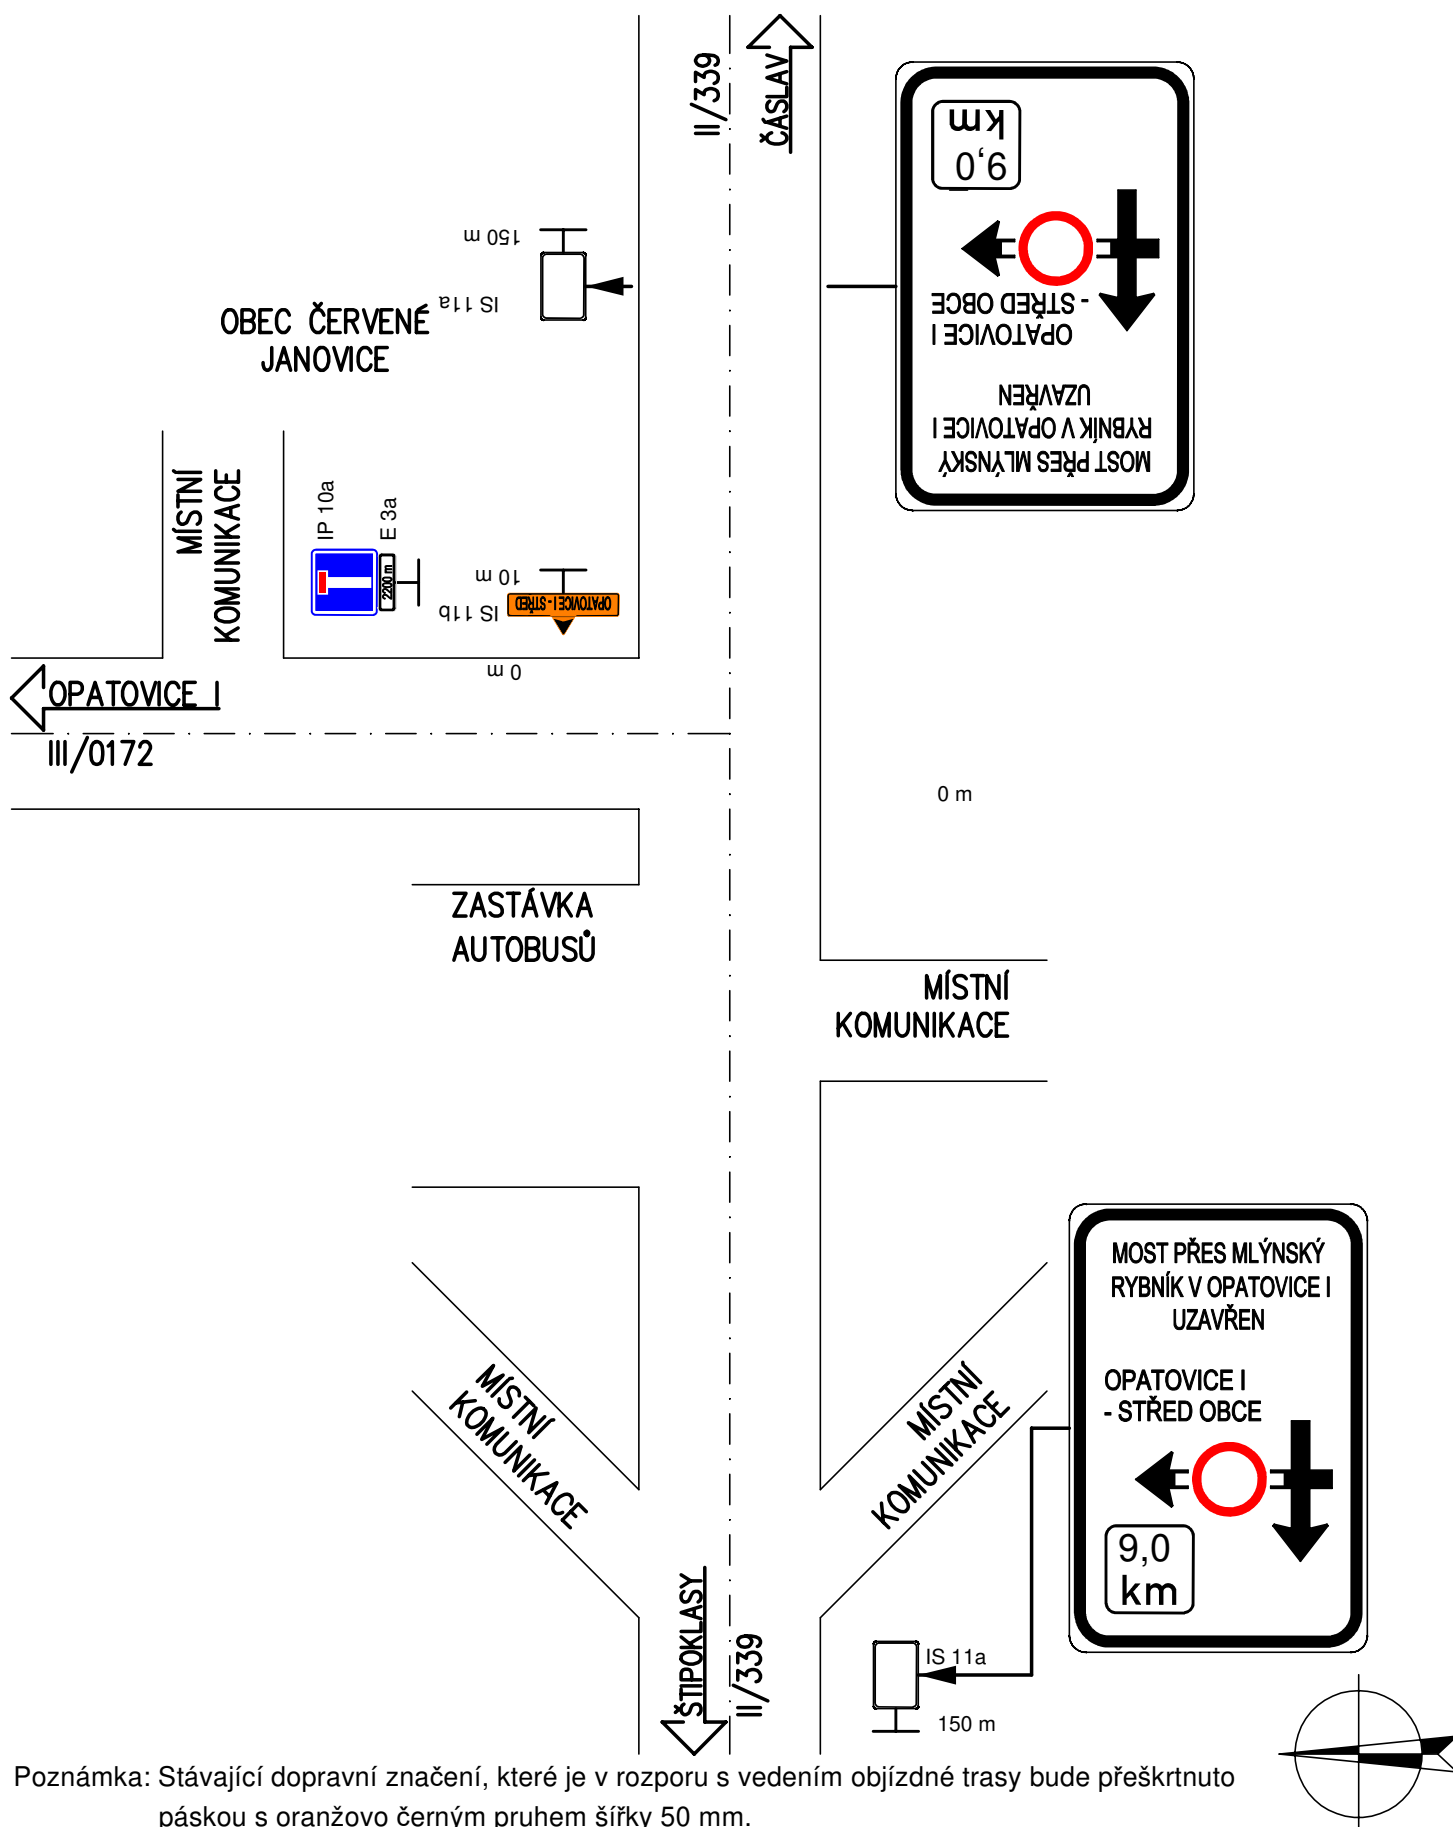 II/339
ČÁSLAV
9,0
km
OPATOVICE I
- STŘED OBCE
MOST PŘES MLÝNSKÝ
RYBNÍK V OPATOVICE I
UZAVŘEN
150 m
IS 11a
OBEC ČERVENÉ
JANOVICE
MÍSTNÍ
KOMUNIKACE
IP 10a
E 3a
2200 m
10 m
IS 11b
OPATOVICE I - STŘED
0 m
OPATOVICE I
III/0172
0 m
ZASTÁVKA
AUTOBUSŮ
MÍSTNÍ
KOMUNIKACE
MOST PŘES MLÝNSKÝ
RYBNÍK V OPATOVICE I
UZAVŘEN
OPATOVICE I
- STŘED OBCE
9,0
km
MÍSTNÍ
KOMUNIKACE
MÍSTNÍ
KOMUNIKACE
ŠTIPOKLASY
II/339
IS 11a
150 m
Poznámka: Stávající dopravní značení, které je v rozporu s vedením objízdné trasy bude přeškrtnuto
páskou s oranžovo černým pruhem šířky 50 mm.